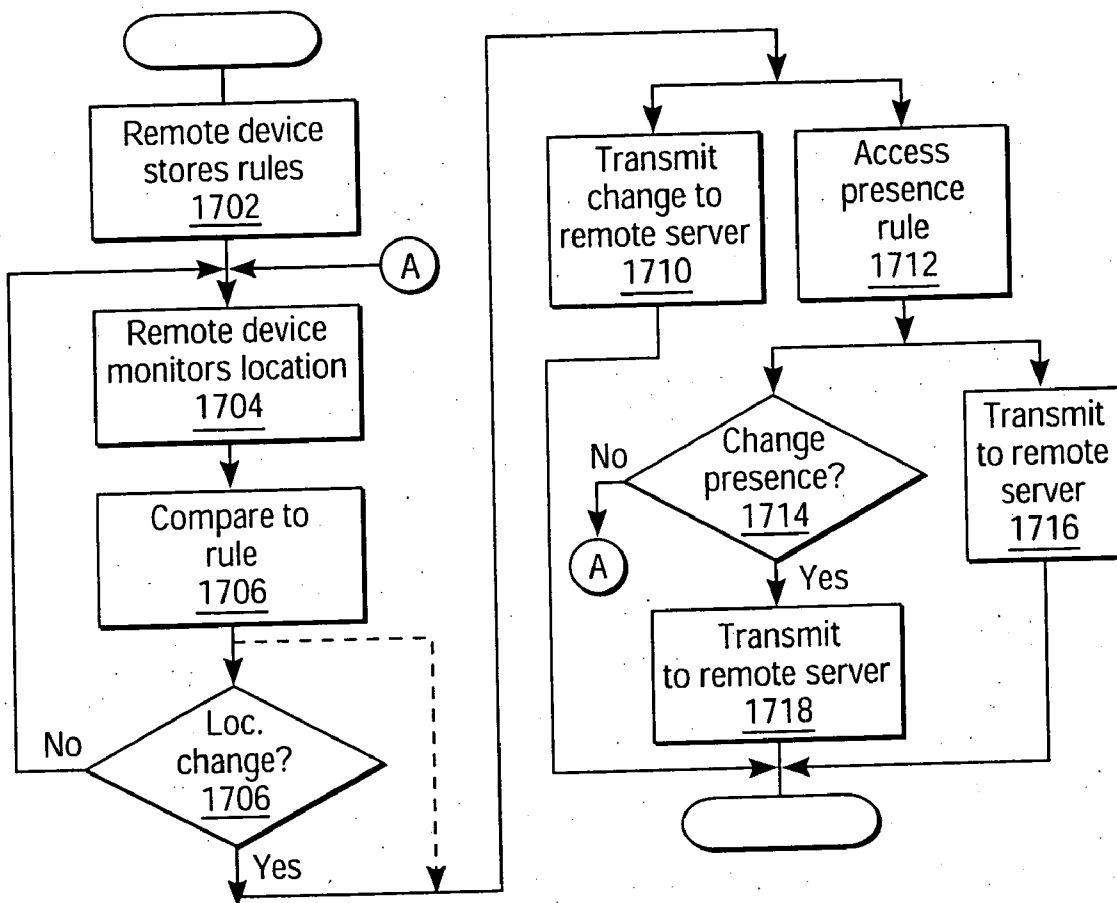 Remote device
stores rules
1702
A
Remote device
monitors location
1704
Compare to
rule
1706
No
Loc.
change?
1706
Yes
Transmit
change to
remote server
1710
Access
presence
rule
1712
No
Change
presence?
1714
A
Yes
Transmit
to remote
server
1716
Transmit
to remote server
1718